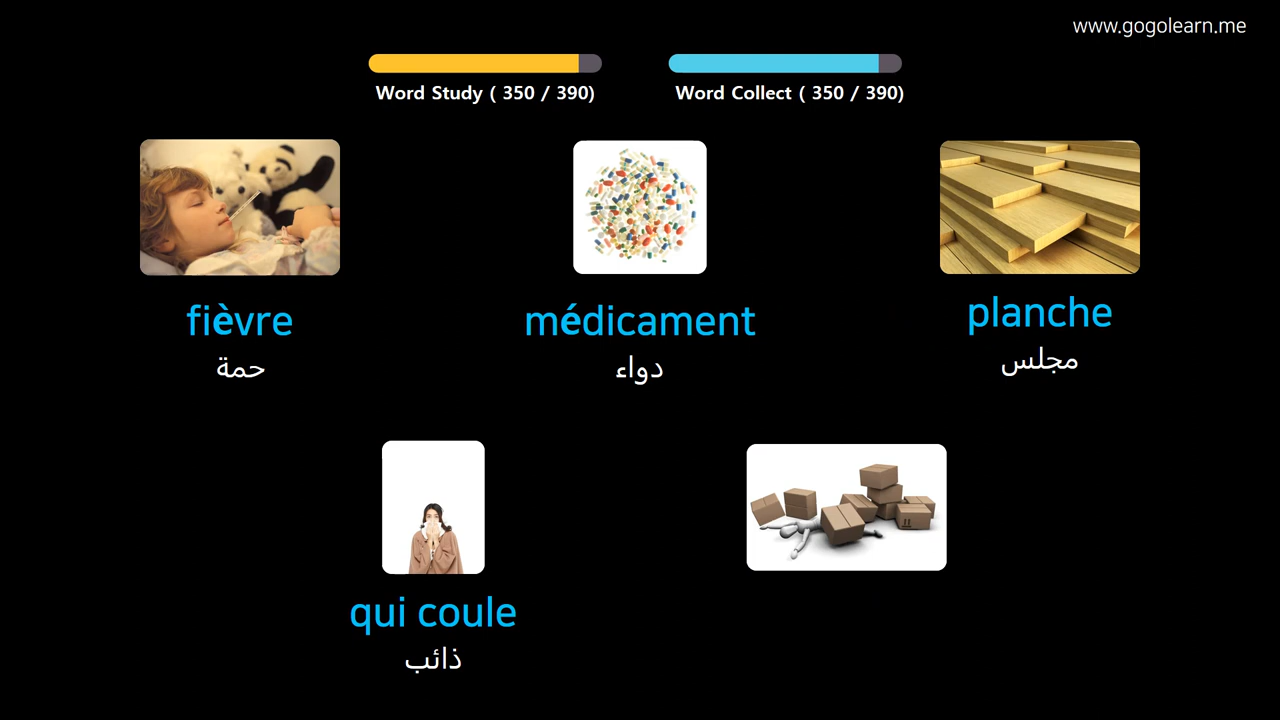 www.gogolearn.me
Word Study ( 350 / 390)
Word Collect ( 350 / 390)
fièvre
حمة
médicament
دواء
planche
مجلس
qui coule
ذائب